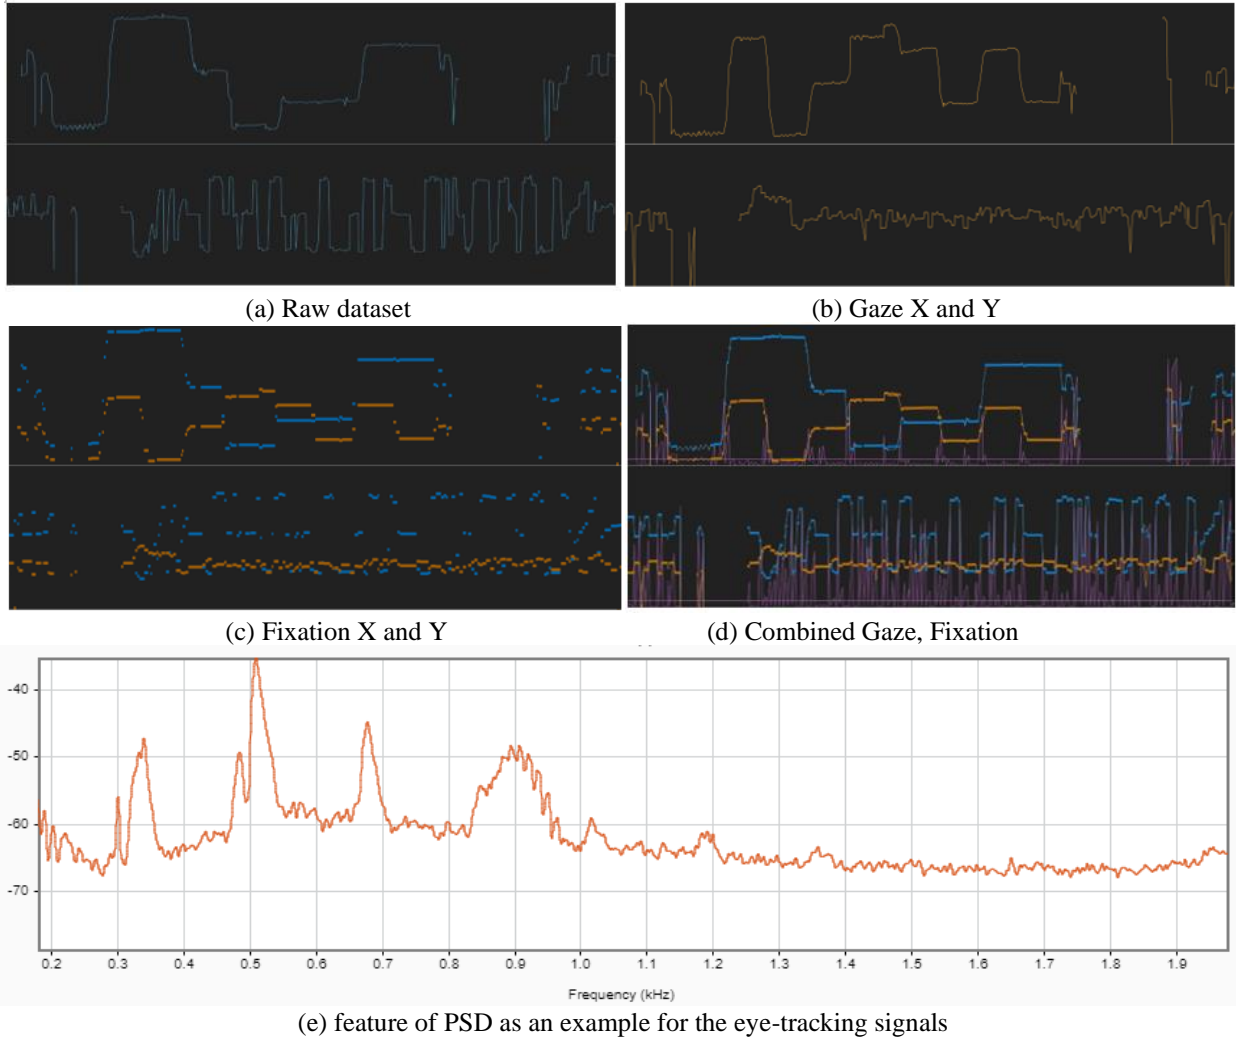 (a) Raw dataset
(b) Gaze X and Y
(c) Fixation X and Y
(d) Combined Gaze, Fixation
-40
-50
-60
-70
0.2 0.3 0.4 0.5 0.6 0.7 0.8 0.9 1.0 1.1 1.2 1.3 1.4 1.5 1.6 1.7 1.8 1.9
Frequency (kHz)
(e) feature of PSD as an example for the eye-tracking signals